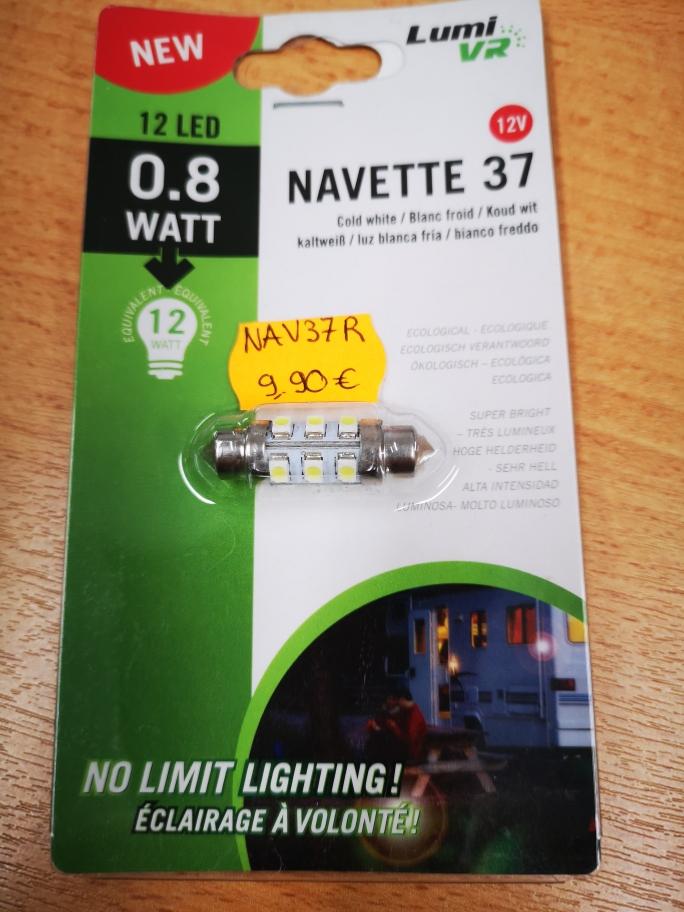 NEW
Lumi
VR
12 LED
0.8
WATT
12V
NAVETTE 37
Cold white / Blanc froid / Koud wit
kaltweiß / luz blanca fria / bianco freddo
EQUIVALENT - ÉQUIVALENT
12
WATT
NAV37R
9.90€
ECOLOGICAL - ECOLOGIQUE
ECOLOGISCH VERANTWOORD
ÖKOLOGISCH – ECOLÓGICA
ECOLOGICA
SUPER BRIGHT
– TRÈS LUMINEUX
HOGE HELDERHEID
- SEHR HELL
ALTA INTENSIDAD
LUMINOSA- MOLTO LUMINOSO
NO LIMIT LIGHTING!
ÉCLAIRAGE À VOLONTÉ!